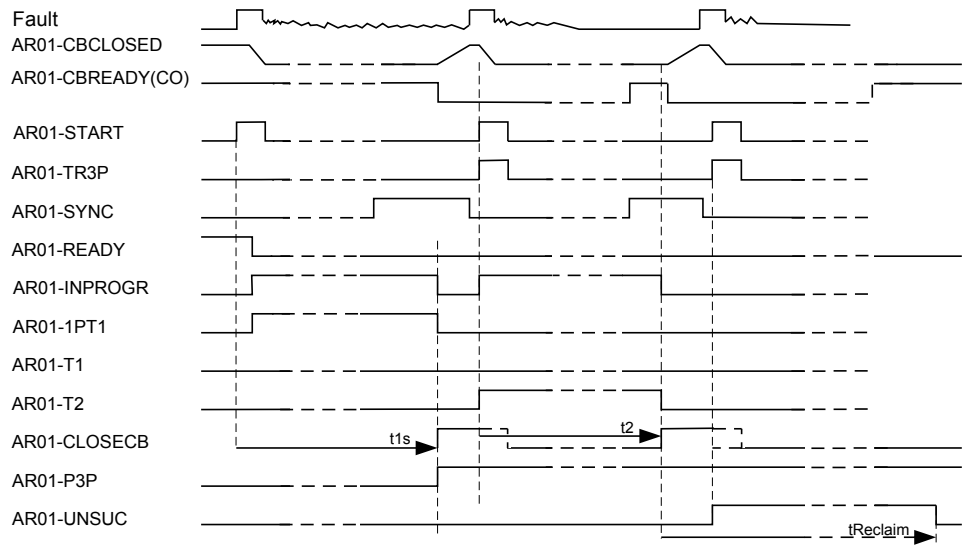 Fault
AR01-CBCLOSED
AR01-CBREADY(CO)
AR01-START
AR01-TR3P
AR01-SYNC
AR01-READY
AR01-INPROGR
AR01-1PT1
AR01-T1
AR01-T2
AR01-CLOSECB
t1s
t2
AR01-P3P
AR01-UNSUC
tReclaim